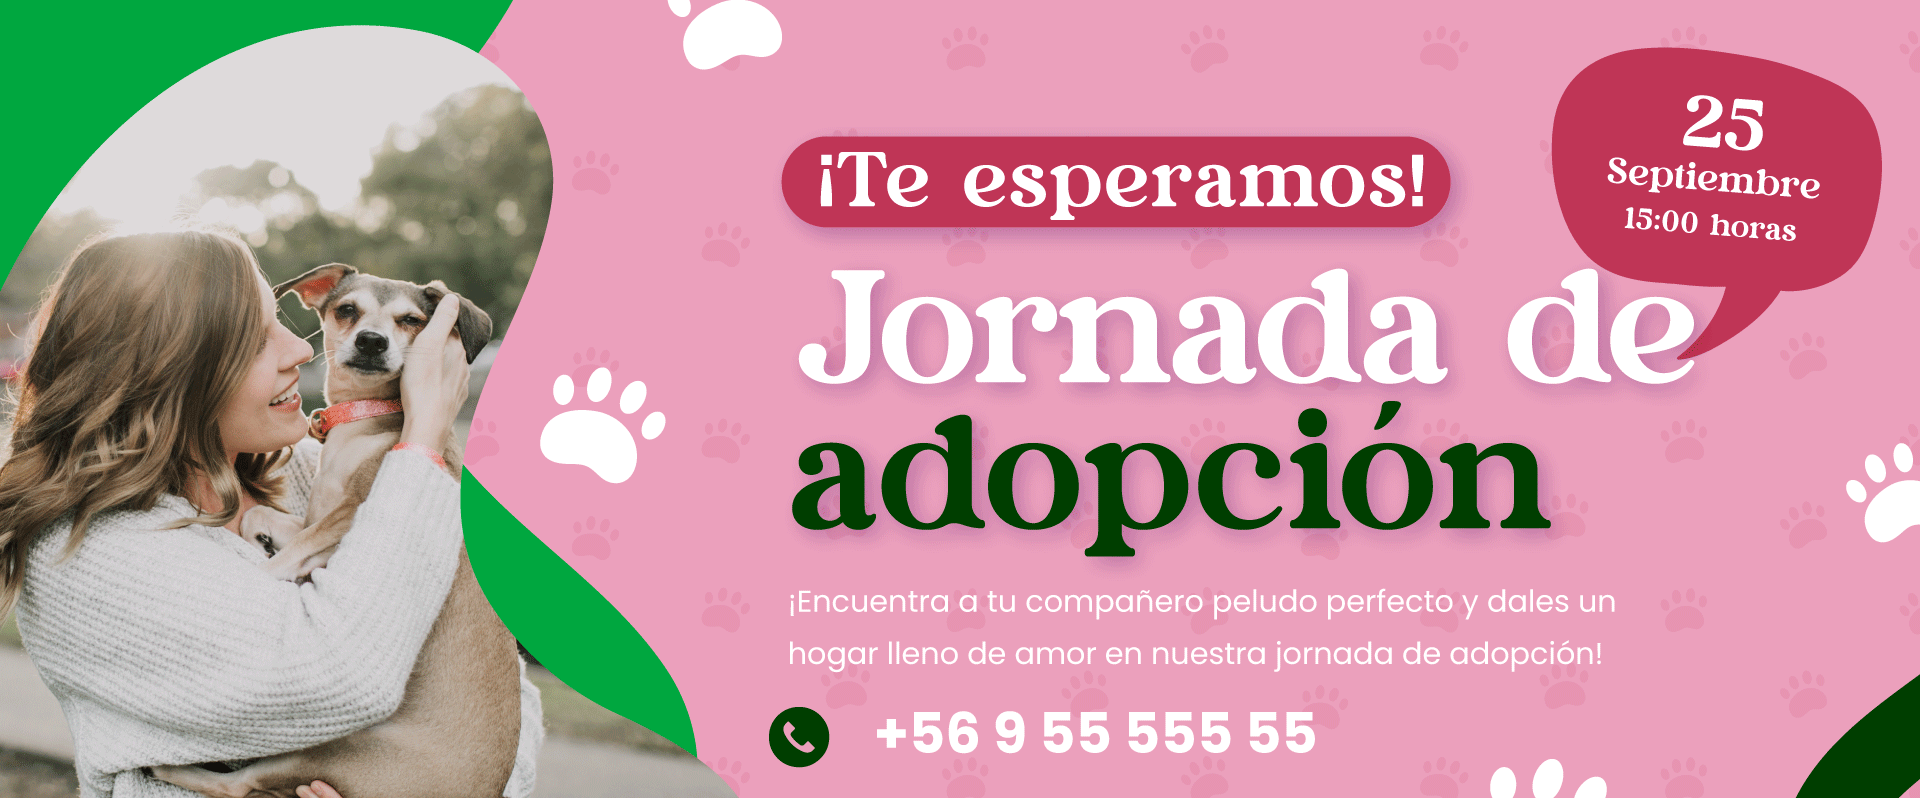 ¡Te esperamos!
25
Septiembre
15:00 horas
Jornada de
adopción
¡Encuentra a tu compañero peludo perfecto y dales un
hogar lleno de amor en nuestra jornada de adopción!
+56 9 55 555 55